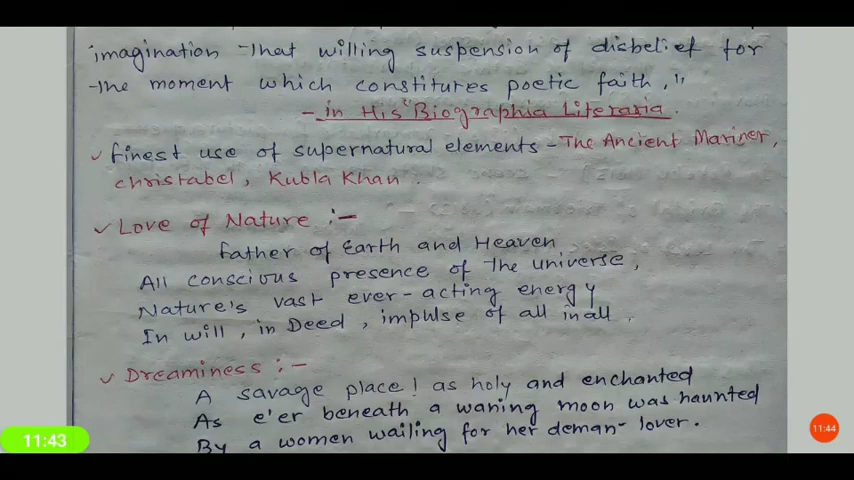 imagination that willing suspension of disbelief for
the moment which constitutes poetic faith,"
- in His "Biographia Literaria.
✓ finest use of supernatural elements - The Ancient Mariner,
christabel, Kubla Khan.
✓ Love of Nature :-
father of Earth and Heaven
All conscious presence of the universe,
Nature's vast ever-acting energy
In will, in Deed, impulse of all in all,
✓ Dreaminess :-
A savage place! as holy and enchanted
As e'er beneath a waning moon was haunted
By a women wailing for her deman-lover.
11:43
11:44